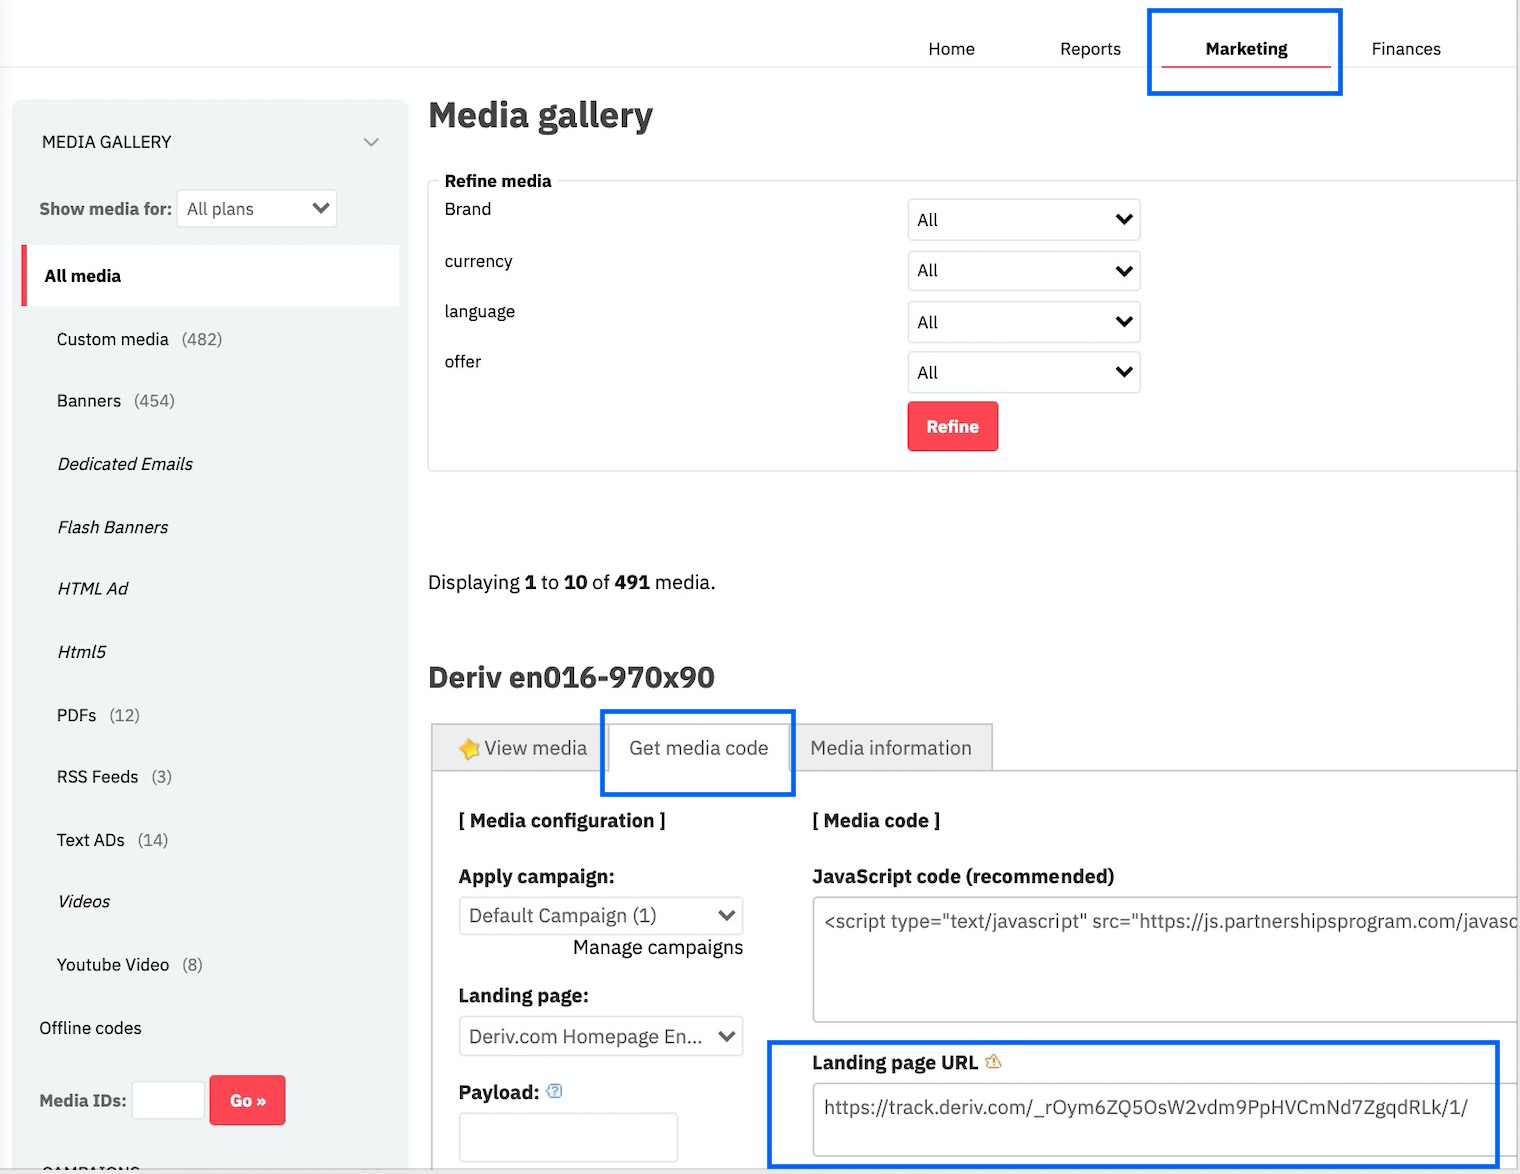 Home Reports Marketing Finances
MEDIA GALLERY
Show media for: All plans
All media
Custom media (482)
Banners (454)
Dedicated Emails
Flash Banners
HTML Ad
Html5
PDFs (12)
RSS Feeds (3)
Text ADs (14)
Videos
Youtube Video (8)
Offline codes
Media IDs: Go »
CAMPAIGNS
Media gallery
Refine media
Brand All
currency All
language All
offer All
Refine
Displaying 1 to 10 of 491 media.
Deriv en016-970x90
View media Get media code Media information
[ Media configuration ]
Apply campaign:
Default Campaign (1)
Manage campaigns
Landing page:
Deriv.com Homepage En...
Payload:
[ Media code ]
JavaScript code (recommended)
<script type="text/javascript" src="https://js.partnershipsprogram.com/javasc
Landing page URL
https://track.deriv.com/_rOym6ZQ5OsW2vdm9PpHVCmNd7ZgqdRLk/1/